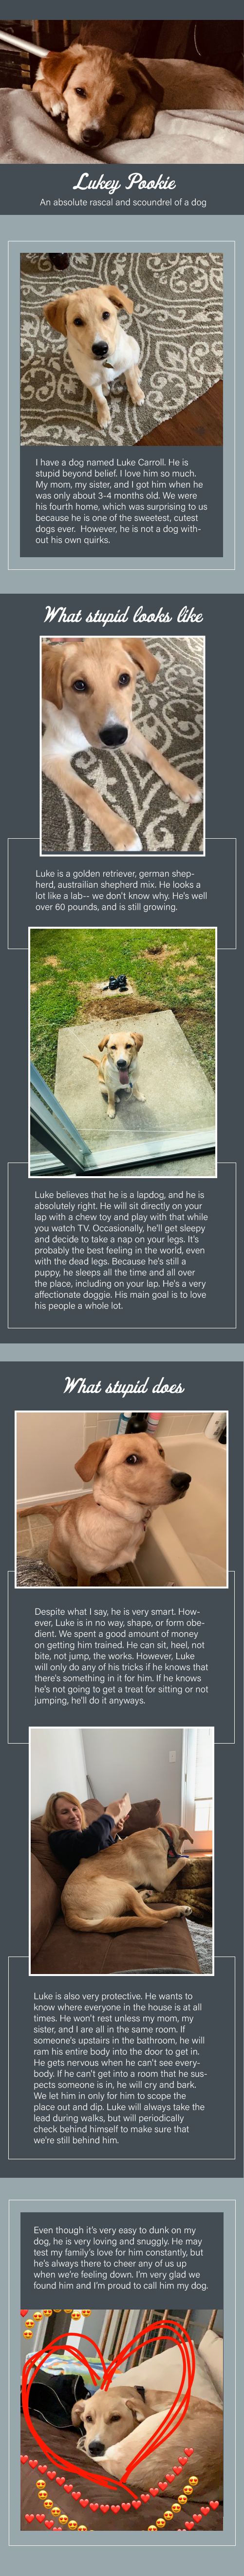 Lukey Pookie
An absolute rascal and scoundrel of a dog
I have a dog named Luke Carroll. He is
stupid beyond belief. I love him so much.
My mom, my sister, and I got him when he
was only about 3-4 months old. We were
his fourth home, which was surprising to us
because he is one of the sweetest, cutest
dogs ever.  However, he is not a dog with-
out his own quirks.
What stupid looks like
Luke is a golden retriever, german shep-
herd, austrailian shepherd mix. He looks a
lot like a lab-- we don't know why. He's well
over 60 pounds, and is still growing.
Luke believes that he is a lapdog, and he is
absolutely right. He will sit directly on your
lap with a chew toy and play with that while
you watch TV. Occasionally, he'll get sleepy
and decide to take a nap on your legs. It's
probably the best feeling in the world, even
with the dead legs. Because he's still a
puppy, he sleeps all the time and all over
the place, including on your lap. He's a very
affectionate doggie. His main goal is to love
his people a whole lot.
What stupid does
Despite what I say, he is very smart. How-
ever, Luke is in no way, shape, or form obe-
dient. We spent a good amount of money
on getting him trained. He can sit, heel, not
bite, not jump, the works. However, Luke
will only do any of his tricks if he knows that
there's something in it for him. If he knows
he's not going to get a treat for sitting or not
jumping, he'll do it anyways.
Luke is also very protective. He wants to
know where everyone in the house is at all
times. He won't rest unless my mom, my
sister, and I are all in the same room. If
someone's upstairs in the bathroom, he will
ram his entire body into the door to get in.
He gets nervous when he can't see every-
body. If he can't get into a room that he sus-
pects someone is in, he will cry and bark.
We let him in only for him to scope the
place out and dip. Luke will always take the
lead during walks, but will periodically
check behind himself to make sure that
we're still behind him.
Even though it's very easy to dunk on my
dog, he is very loving and snuggly. He may
test my family's love for him constantly, but
he's always there to cheer any of us up
when we're feeling down. I'm very glad we
found him and I'm proud to call him my dog.